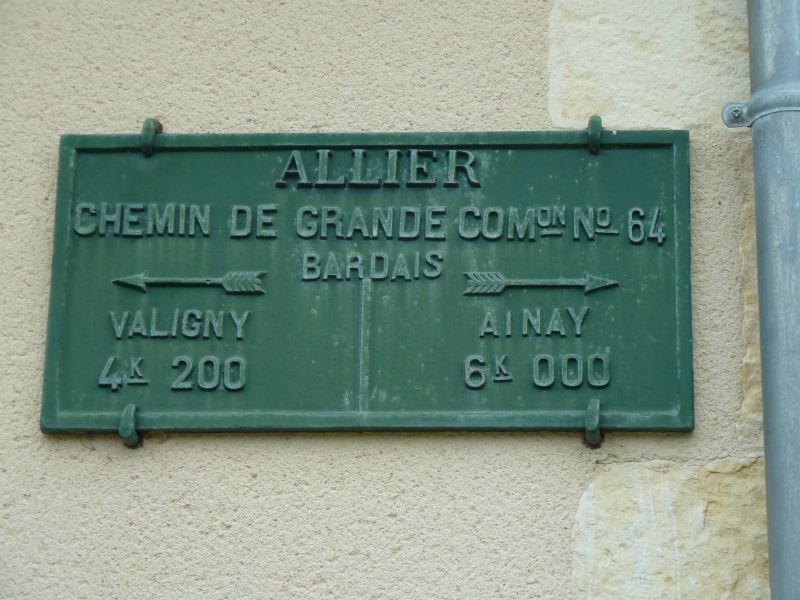 ALLIER
CHEMIN DE GRANDE COMON NO 64
BARDAIS
VALIGNY AINAY
4K 200 6K 000